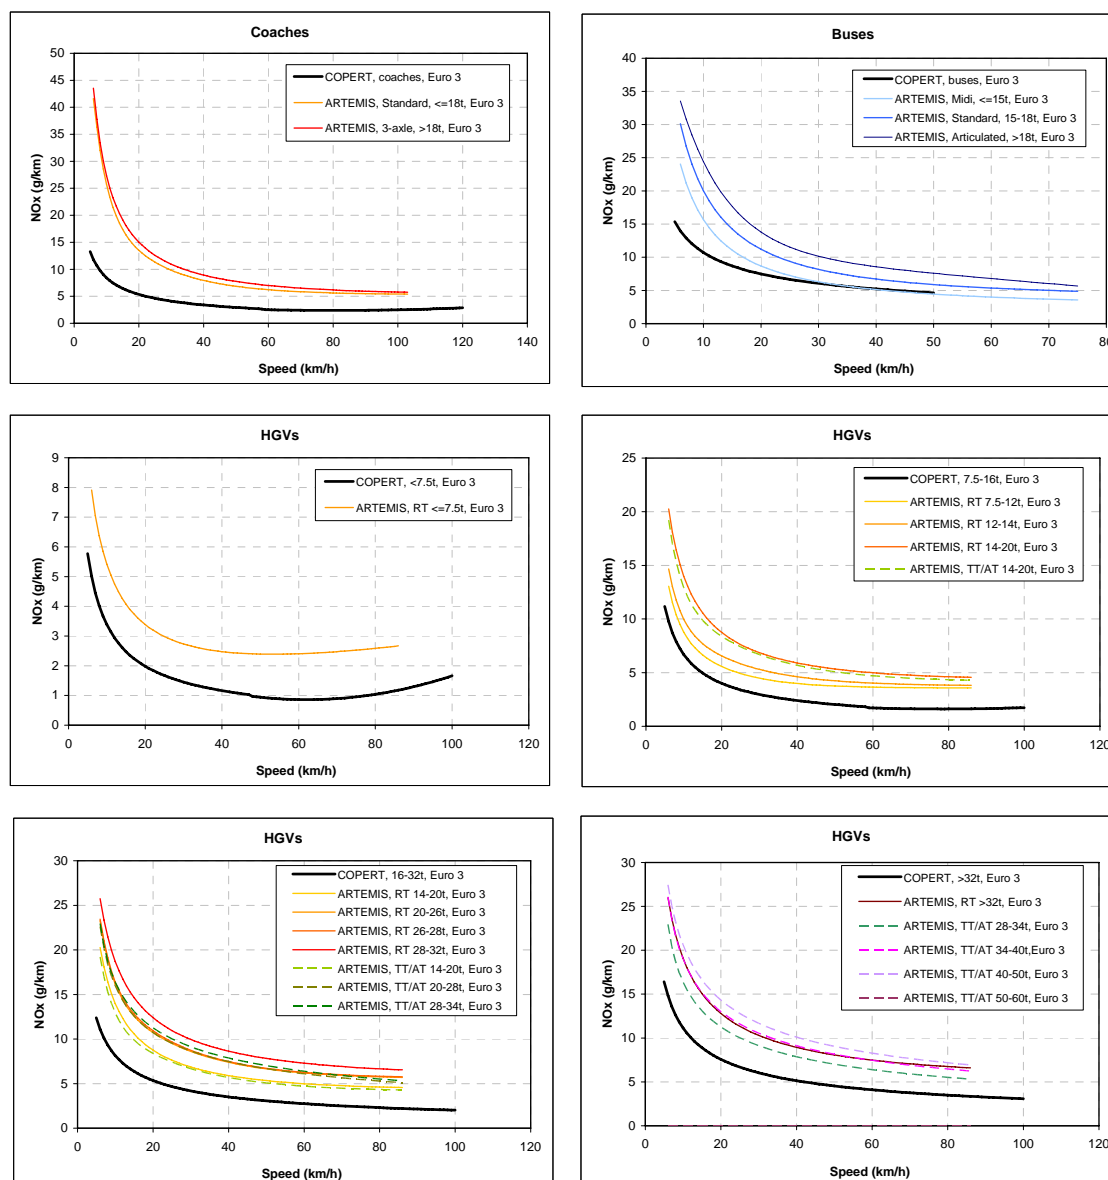 Coaches
50
45
40
35
30
25
20
15
10
5
0
NOx (g/km)
COPERT, coaches, Euro 3
ARTEMIS, Standard, <=18t, Euro 3
ARTEMIS, 3-axle, >18t, Euro 3
0 20 40 60 80 100 120 140
Speed (km/h)
Buses
40
35
30
25
20
15
10
5
0
NOx (g/km)
COPERT, buses, Euro 3
ARTEMIS, Midi, <=15t, Euro 3
ARTEMIS, Standard, 15-18t, Euro 3
ARTEMIS, Articulated, >18t, Euro 3
0 10 20 30 40 50 60 70 80
Speed (km/h)
HGVs
9
8
7
6
5
4
3
2
1
0
NOx (g/km)
COPERT, <7.5t, Euro 3
ARTEMIS, RT <=7.5t, Euro 3
0 20 40 60 80 100 120
Speed (km/h)
HGVs
25
20
15
10
5
0
NOx (g/km)
COPERT, 7.5-16t, Euro 3
ARTEMIS, RT 7.5-12t, Euro 3
ARTEMIS, RT 12-14t, Euro 3
ARTEMIS, RT 14-20t, Euro 3
ARTEMIS, TT/AT 14-20t, Euro 3
0 20 40 60 80 100 120
Speed (km/h)
HGVs
30
25
20
15
10
5
0
NOx (g/km)
COPERT, 16-32t, Euro 3
ARTEMIS, RT 14-20t, Euro 3
ARTEMIS, RT 20-26t, Euro 3
ARTEMIS, RT 26-28t, Euro 3
ARTEMIS, RT 28-32t, Euro 3
ARTEMIS, TT/AT 14-20t, Euro 3
ARTEMIS, TT/AT 20-28t, Euro 3
ARTEMIS, TT/AT 28-34t, Euro 3
0 20 40 60 80 100 120
Speed (km/h)
HGVs
30
25
20
15
10
5
0
NOx (g/km)
COPERT, >32t, Euro 3
ARTEMIS, RT >32t, Euro 3
ARTEMIS, TT/AT 28-34t, Euro 3
ARTEMIS, TT/AT 34-40t,Euro 3
ARTEMIS, TT/AT 40-50t, Euro 3
ARTEMIS, TT/AT 50-60t, Euro 3
0 20 40 60 80 100 120
Speed (km/h)